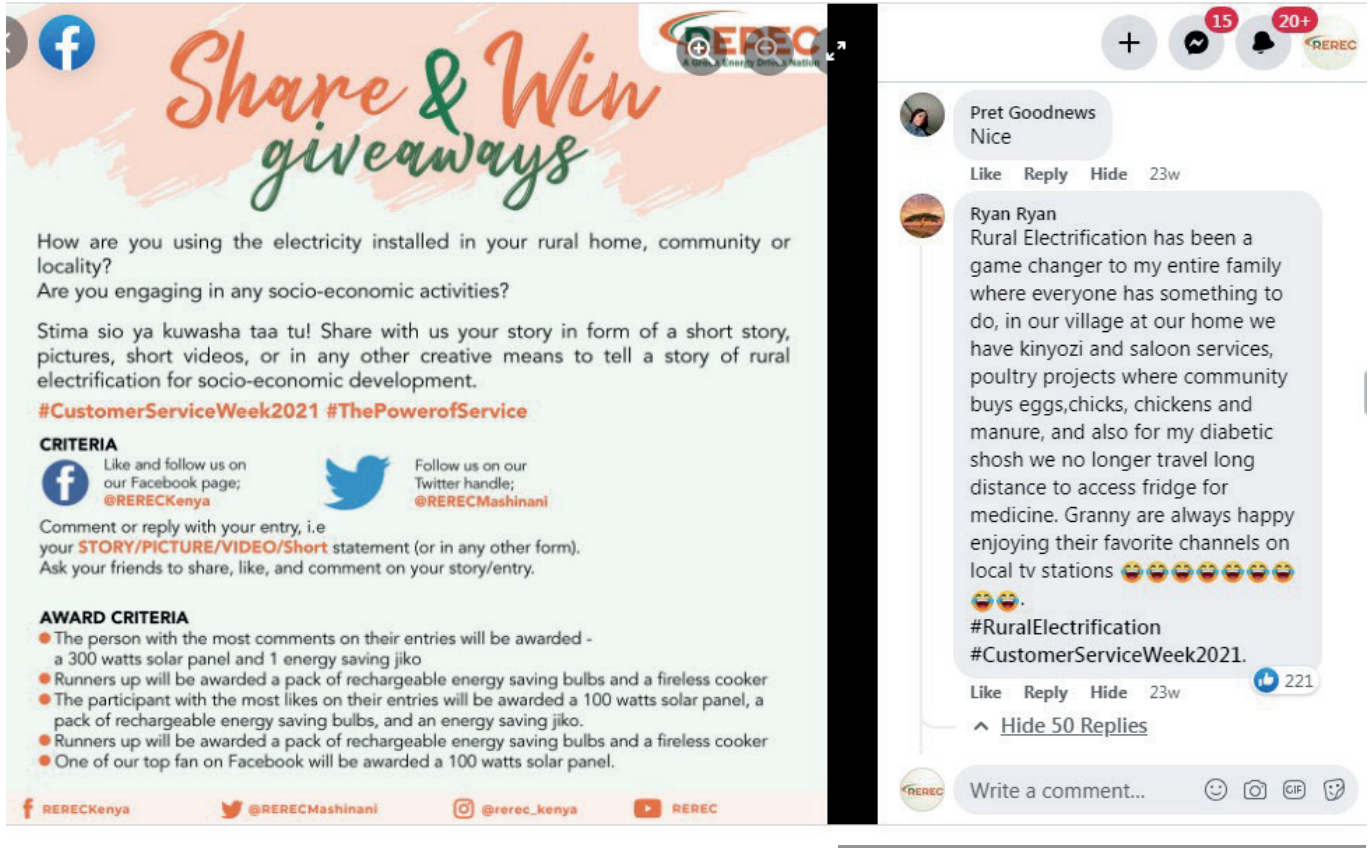 Share & Win
giveaways
REREC
A Green Energy Driven Nation
How are you using the electricity installed in your rural home, community or
locality?
Are you engaging in any socio-economic activities?
Stima sio ya kuwasha taa tu! Share with us your story in form of a short story,
pictures, short videos, or in any other creative means to tell a story of rural
electrification for socio-economic development.
#CustomerServiceWeek2021 #ThePowerofService
CRITERIA
Like and follow us on
our Facebook page;
@RERECKenya
Follow us on our
Twitter handle;
@RERECMashinani
Comment or reply with your entry, i.e
your STORY/PICTURE/VIDEO/Short statement (or in any other form).
Ask your friends to share, like, and comment on your story/entry.
AWARD CRITERIA
The person with the most comments on their entries will be awarded -
a 300 watts solar panel and 1 energy saving jiko
Runners up will be awarded a pack of rechargeable energy saving bulbs and a fireless cooker
The participant with the most likes on their entries will be awarded a 100 watts solar panel, a
pack of rechargeable energy saving bulbs, and an energy saving jiko.
Runners up will be awarded a pack of rechargeable energy saving bulbs and a fireless cooker
One of our top fan on Facebook will be awarded a 100 watts solar panel.
RERECKenya @RERECMashinani @rerec_kenya REREC
15 20+
REREC
Pret Goodnews
Nice
Like Reply Hide 23w
Ryan Ryan
Rural Electrification has been a
game changer to my entire family
where everyone has something to
do, in our village at our home we
have kinyozi and saloon services,
poultry projects where community
buys eggs,chicks, chickens and
manure, and also for my diabetic
shosh we no longer travel long
distance to access fridge for
medicine. Granny are always happy
enjoying their favorite channels on
local tv stations 😂😂😂😂😂😂😂
😂😂.
#RuralElectrification
#CustomerServiceWeek2021.
221
Like Reply Hide 23w
Hide 50 Replies
REREC
Write a comment...
GIF